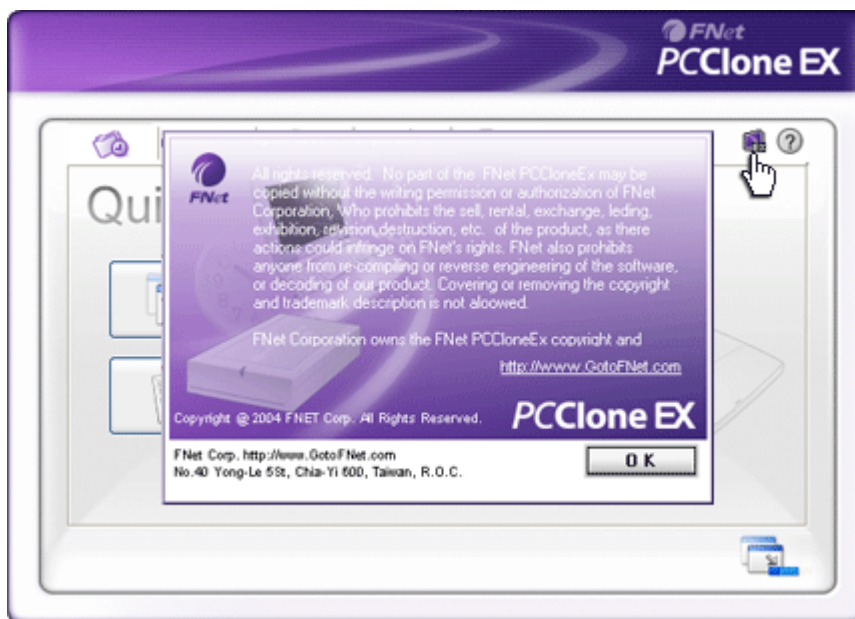 FNet
PCClone EX
?
Qui
FNet
All rights reserved. No part of the FNet PCCloneEx may be
copied without the writing permission or authorization of FNet
Corporation, Who prohibits the sell, rental, exchange, leding,
exhibition, revision,destruction, etc. of the product, as there
actions could infringe on FNet's rights. FNet also prohibits
anyone from re-compiling or reverse engineering of the software,
or decoding of our product. Covering or removing the copyright
and trademark description is not aloowed.
FNet Corporation owns the FNet PCCloneEx copyright and
http://www.GotoFNet.com
Copyright @ 2004 FNET Corp. All Rights Reserved.
PCClone EX
FNet Corp. http://www.GotoFNet.com
No.40 Yong-Le 5St, Chia-Yi 600, Taiwan, R.O.C.
OK